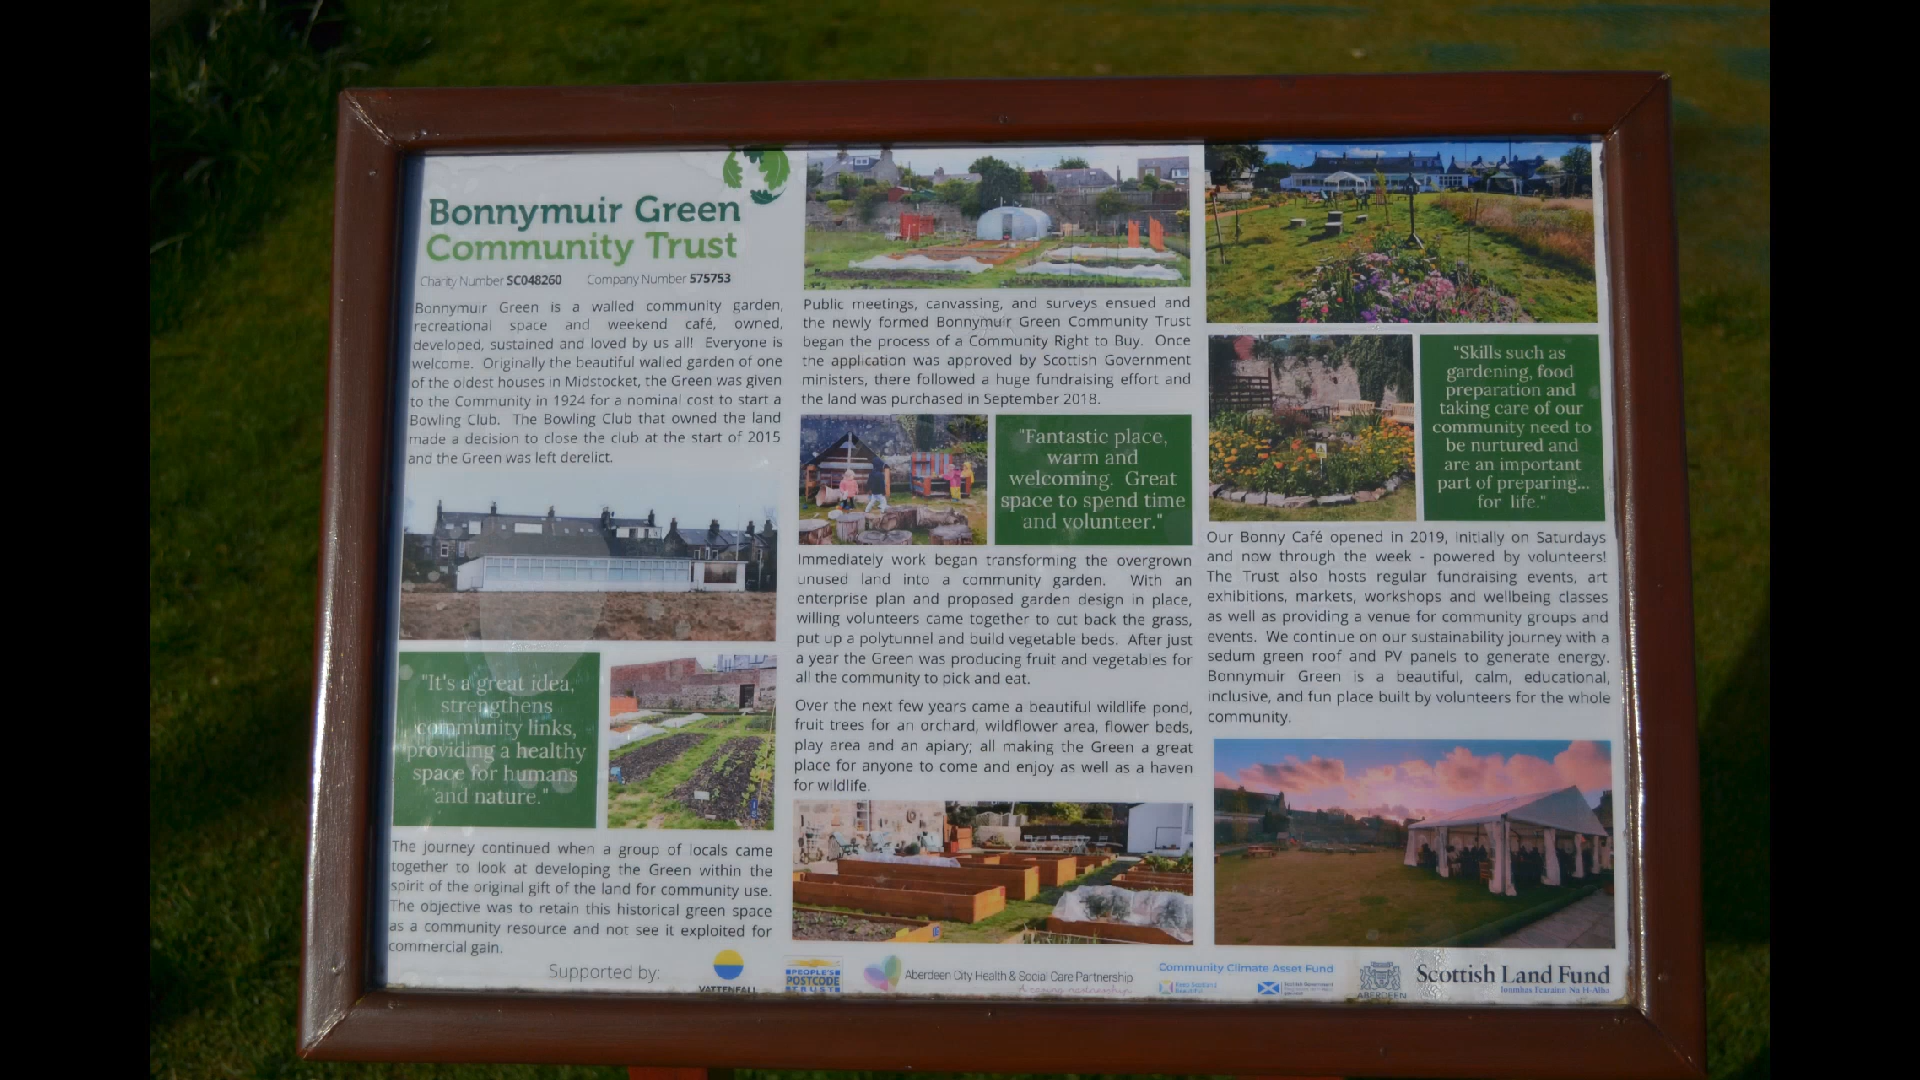 Bonnymuir Green
Community Trust
Charity Number SC048260 Company Number 575753
Bonnymuir Green is a walled community garden,
recreational space and weekend café, owned,
developed, sustained and loved by us all! Everyone is
welcome. Originally the beautiful walled garden of one
of the oldest houses in Midstocket, the Green was given
to the Community in 1924 for a nominal cost to start a
Bowling Club. The Bowling Club that owned the land
made a decision to close the club at the start of 2015
and the Green was left derelict.
"It's a great idea,
strengthens
community links,
providing a healthy
space for humans
and nature."
The journey continued when a group of locals came
together to look at developing the Green within the
spirit of the original gift of the land for community use.
The objective was to retain this historical green space
as a community resource and not see it exploited for
commercial gain.
Public meetings, canvassing, and surveys ensued and
the newly formed Bonnymuir Green Community Trust
began the process of a Community Right to Buy. Once
the application was approved by Scottish Government
ministers, there followed a huge fundraising effort and
the land was purchased in September 2018.
"Fantastic place,
warm and
welcoming. Great
space to spend time
and volunteer."
Immediately work began transforming the overgrown
unused land into a community garden. With an
enterprise plan and proposed garden design in place,
willing volunteers came together to cut back the grass,
put up a polytunnel and build vegetable beds. After just
a year the Green was producing fruit and vegetables for
all the community to pick and eat.
Over the next few years came a beautiful wildlife pond,
fruit trees for an orchard, wildflower area, flower beds,
play area and an apiary; all making the Green a great
place for anyone to come and enjoy as well as a haven
for wildlife.
"Skills such as
gardening, food
preparation and
taking care of our
community need to
be nurtured and
are an important
part of preparing...
for life."
Our Bonny Café opened in 2019, initially on Saturdays
and now through the week - powered by volunteers!
The Trust also hosts regular fundraising events, art
exhibitions, markets, workshops and wellbeing classes
as well as providing a venue for community groups and
events. We continue on our sustainability journey with a
sedum green roof and PV panels to generate energy.
Bonnymuir Green is a beautiful, calm, educational,
inclusive, and fun place built by volunteers for the whole
community.
Supported by:
VATTENFALL
PEOPLE'S
POSTCODE
TRUST
Aberdeen City Health & Social Care Partnership
A caring partnership
Community Climate Asset Fund
Keep Scotland
Beautiful
Scottish Government
ABERDEEN
Scottish Land Fund
Ionmhas Fearainn Na H-Alba